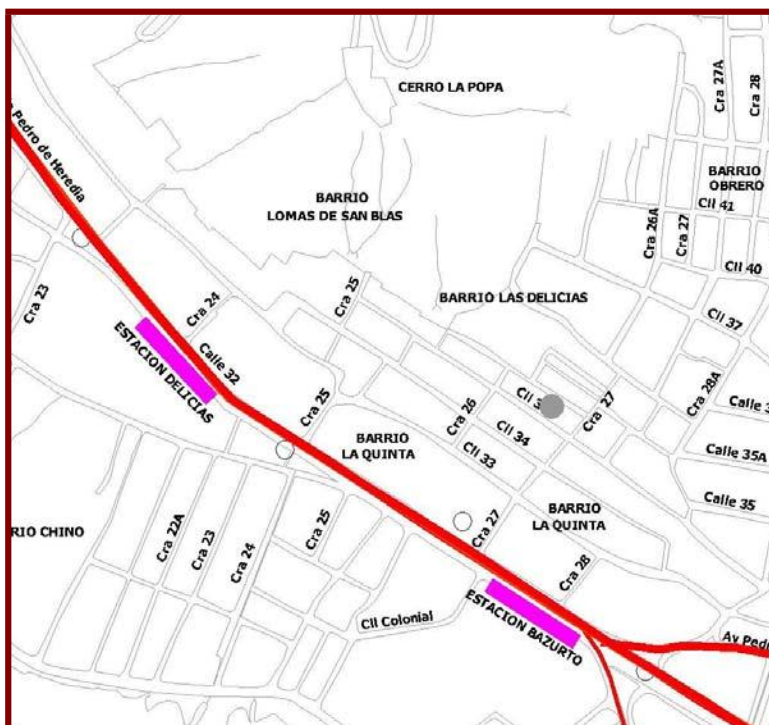 Cra 27A
Cra 28
CERRO LA POPA
Pedro de Heredia
BARRIO
OBRERO
BARRIO
LOMAS DE SAN BLAS
Cll 41
Cra 26A
Cra 27
Cll 40
Cra 23
Cra 24
Cra 25
BARRIO LAS DELICIAS
Cll 37
ESTACION DELICIAS
Calle 32
Cra 28A
Cra 25
Cra 26
Cra 27
Calle
Cll
Cll 34
BARRIO
LA QUINTA
Cll 33
Calle 35A
BARRIO
LA QUINTA
Calle 35
RIO CHINO
Cra 22A
Cra 23
Cra 24
Cra 25
Cra 27
Cra 28
Cll Colonial
ESTACION BAZURTO
Av Ped